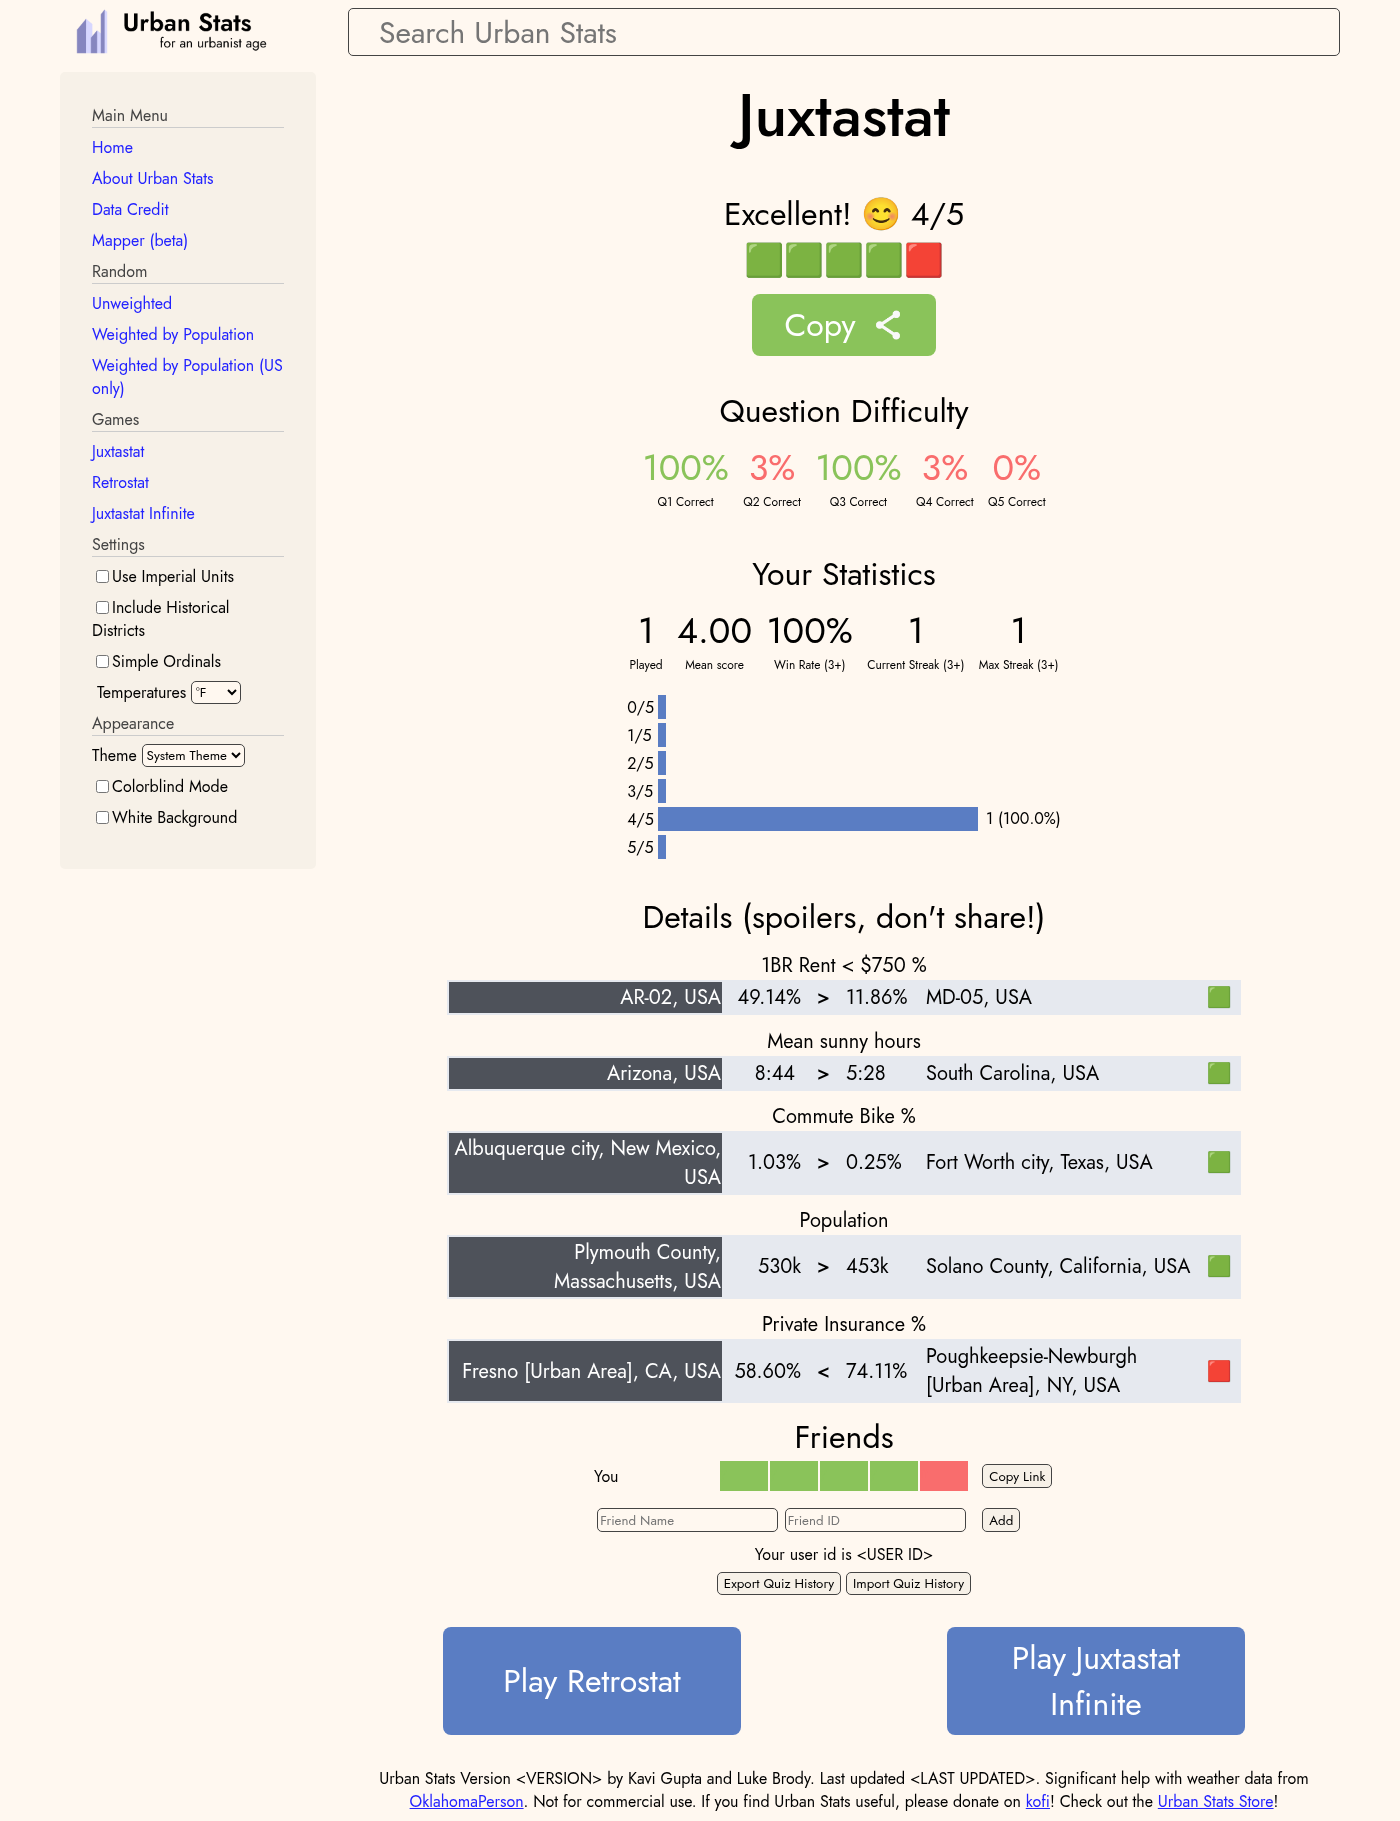 Urban Stats
for an urbanist age
Search Urban Stats
Main Menu
Home
About Urban Stats
Data Credit
Mapper (beta)
Random
Unweighted
Weighted by Population
Weighted by Population (US
only)
Games
Juxtastat
Retrostat
Juxtastat Infinite
Settings
Use Imperial Units
Include Historical
Districts
Simple Ordinals
Temperatures °F
Appearance
Theme System Theme
Colorblind Mode
White Background
Juxtastat
Excellent! 😊 4/5
🟩🟩🟩🟩🟥
Copy
Question Difficulty
100% 3% 100% 3% 0%
Q1 Correct Q2 Correct Q3 Correct Q4 Correct Q5 Correct
Your Statistics
1 4.00 100% 1 1
Played Mean score Win Rate (3+) Current Streak (3+) Max Streak (3+)
0/5
1/5
2/5
3/5
4/5 1 (100.0%)
5/5
Details (spoilers, don't share!)
1BR Rent < $750 %
AR-02, USA 49.14% > 11.86% MD-05, USA 🟩
Mean sunny hours
Arizona, USA 8:44 > 5:28 South Carolina, USA 🟩
Commute Bike %
Albuquerque city, New Mexico,
USA 1.03% > 0.25% Fort Worth city, Texas, USA 🟩
Population
Plymouth County,
Massachusetts, USA 530k > 453k Solano County, California, USA 🟩
Private Insurance %
Fresno [Urban Area], CA, USA 58.60% < 74.11% Poughkeepsie-Newburgh
[Urban Area], NY, USA 🟥
Friends
You Copy Link
Friend Name Friend ID Add
Your user id is <USER ID>
Export Quiz History Import Quiz History
Play Retrostat
Play Juxtastat
Infinite
Urban Stats Version <VERSION> by Kavi Gupta and Luke Brody. Last updated <LAST UPDATED>. Significant help with weather data from
OklahomaPerson. Not for commercial use. If you find Urban Stats useful, please donate on kofi! Check out the Urban Stats Store!